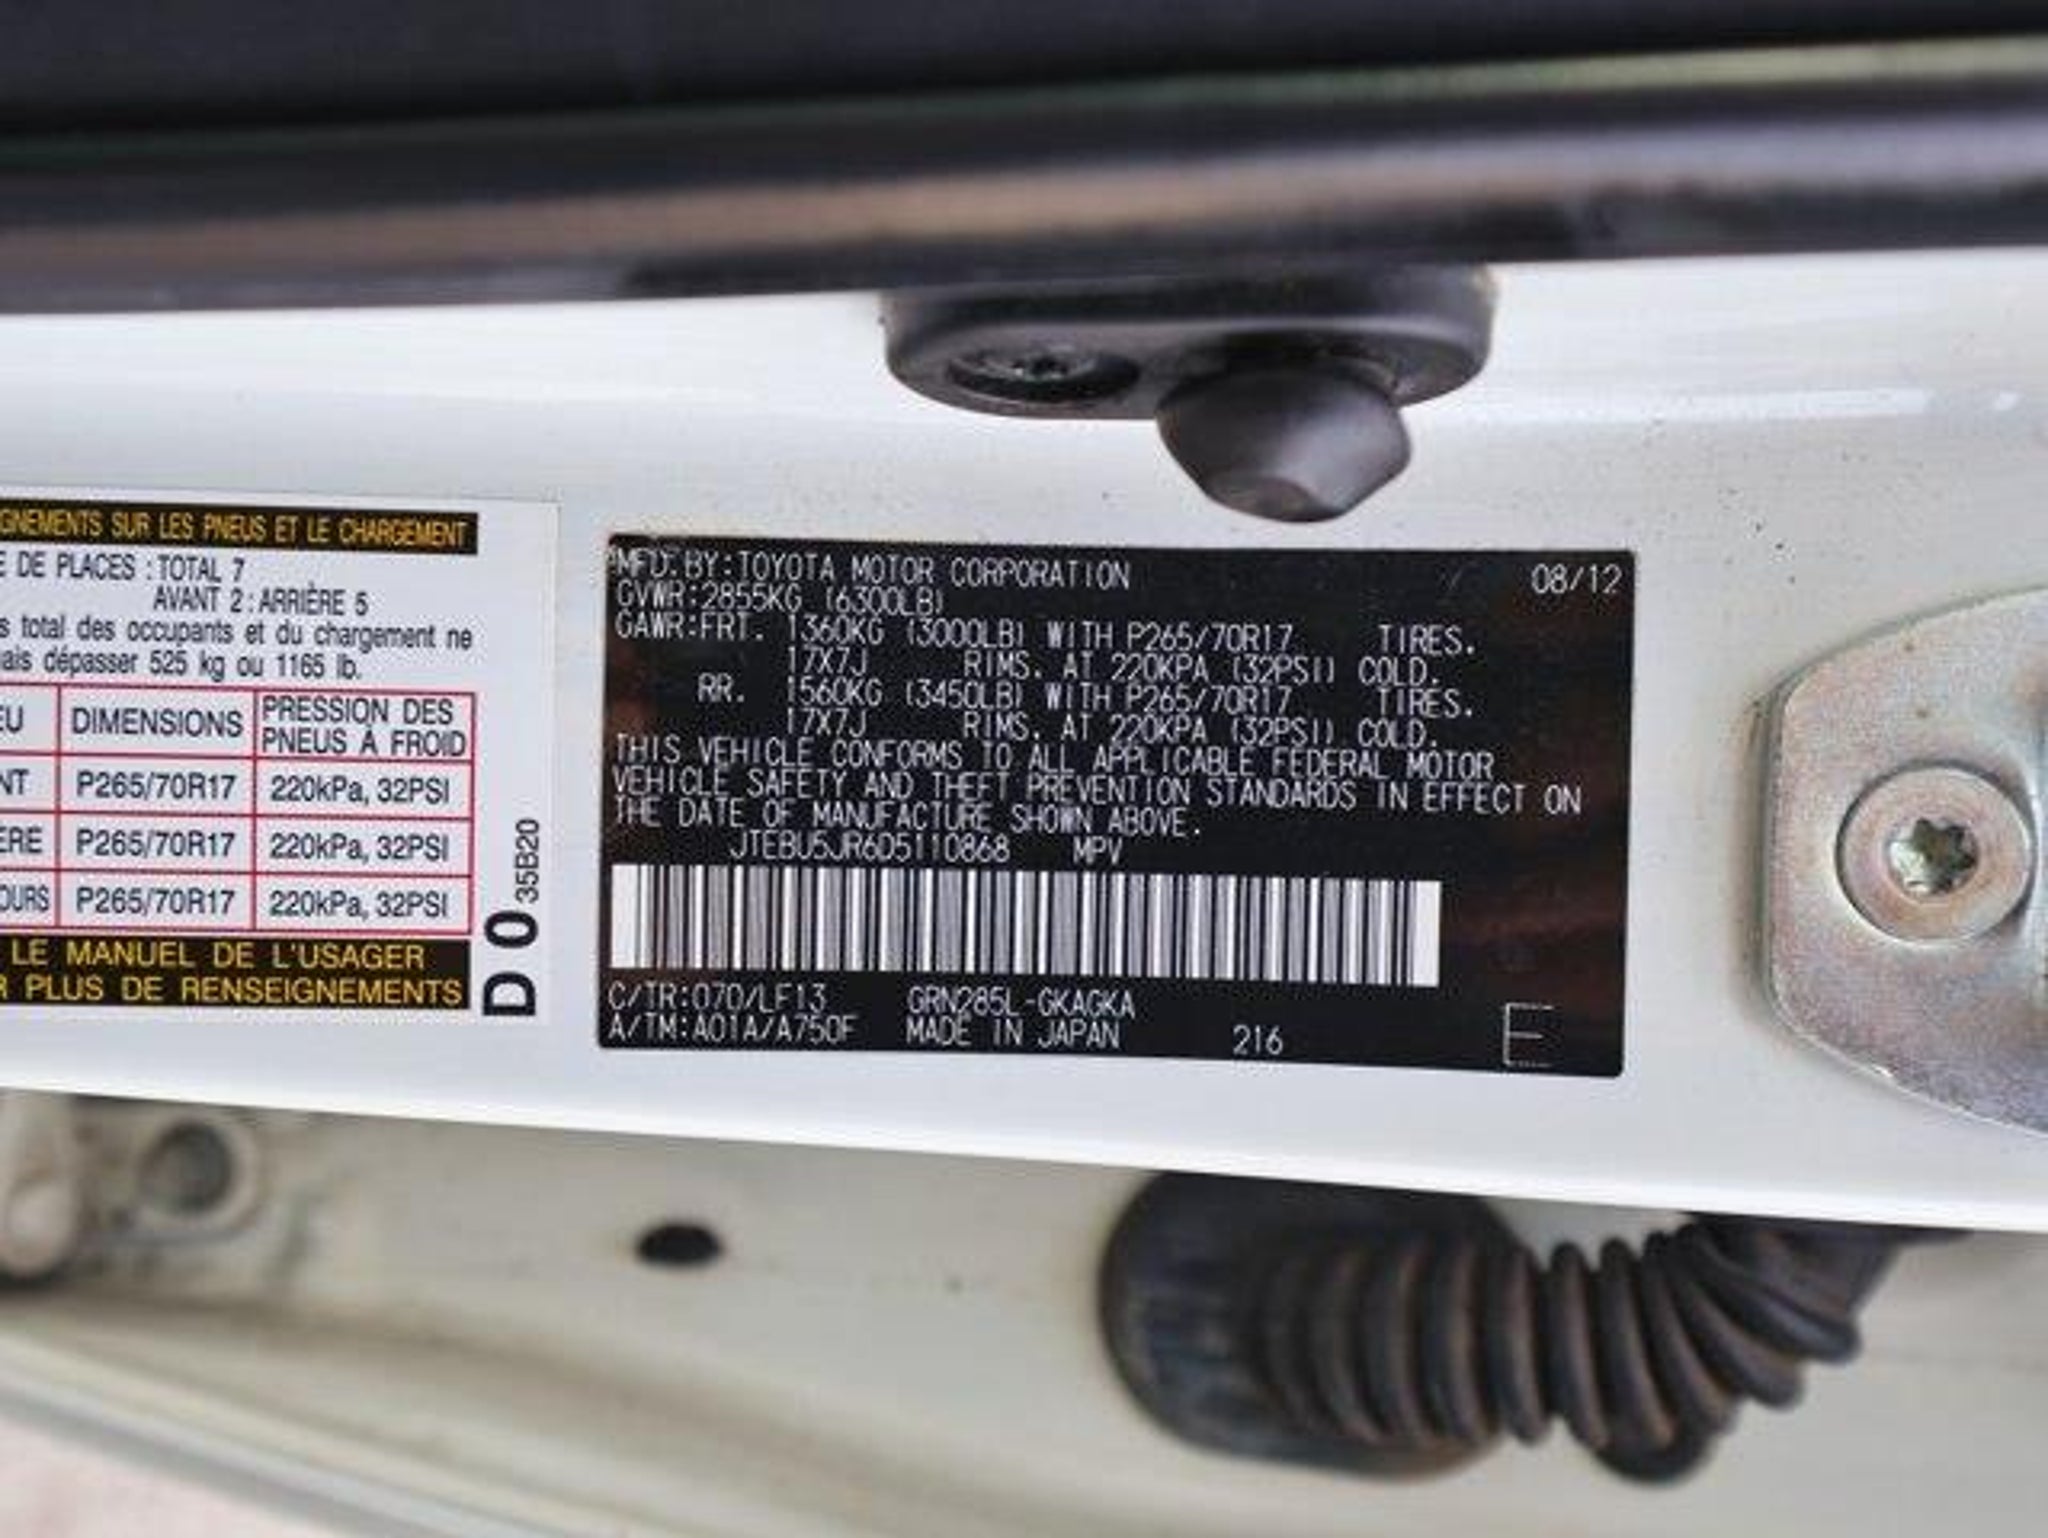 GNEMENTS SUR LES PNEUS ET LE CHARGEMENT
E DE PLACES : TOTAL 7
AVANT 2 : ARRIÈRE 5
s total des occupants et du chargement ne
ais dépasser 525 kg ou 1165 lb.
EU DIMENSIONS PRESSION DES PNEUS À FROID
NT P265/70R17 220kPa, 32PSI
ERE P265/70R17 220kPa, 32PSI
OURS P265/70R17 220kPa, 32PSI
LE MANUEL DE L'USAGER
R PLUS DE RENSEIGNEMENTS
D 0 35B20
MFD. BY: TOYOTA MOTOR CORPORATION 08/12
GVWR: 2855KG (6300LB)
GAWR: FRT. 1360KG (3000LB) WITH P265/70R17 TIRES.
17X7J RIMS. AT 220KPA (32PSI) COLD.
RR. 1560KG (3450LB) WITH P265/70R17 TIRES.
17X7J RIMS. AT 220KPA (32PSI) COLD.
THIS VEHICLE CONFORMS TO ALL APPLICABLE FEDERAL MOTOR
VEHICLE SAFETY AND THEFT PREVENTION STANDARDS IN EFFECT ON
THE DATE OF MANUFACTURE SHOWN ABOVE.
JTEBU5JR6D5110868 MPV
C/TR: 070/LF13 GRN285L-GKAGKA
A/TM: A01A/A750F MADE IN JAPAN 216 E